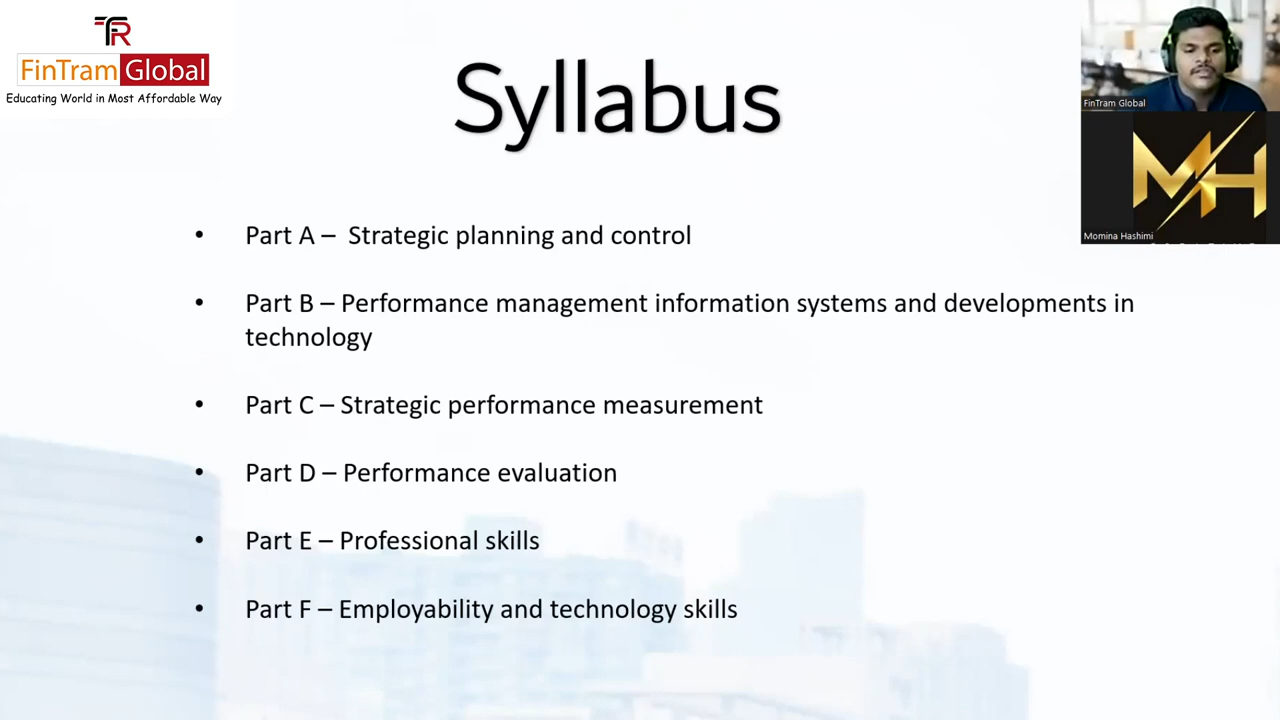 TFR
FinTram Global
Educating World in Most Affordable Way
Syllabus
FinTram Global
MH
Momina Hashimi
• Part A – Strategic planning and control
• Part B – Performance management information systems and developments in
technology
• Part C – Strategic performance measurement
• Part D – Performance evaluation
• Part E – Professional skills
• Part F – Employability and technology skills